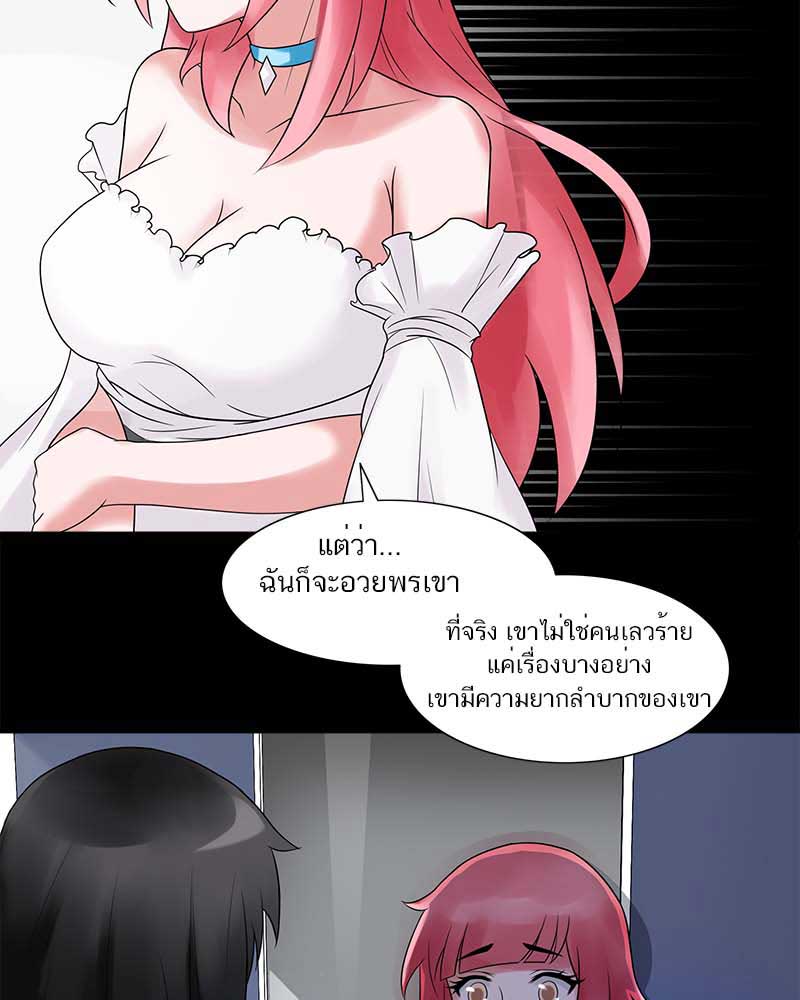 แต่ว่า...
ฉันก็จะอวยพรเขา
ที่จริง เขาไม่ใช่คนเลวร้าย
แค่เรื่องบางอย่าง
เขามีความยากลำบากของเขา